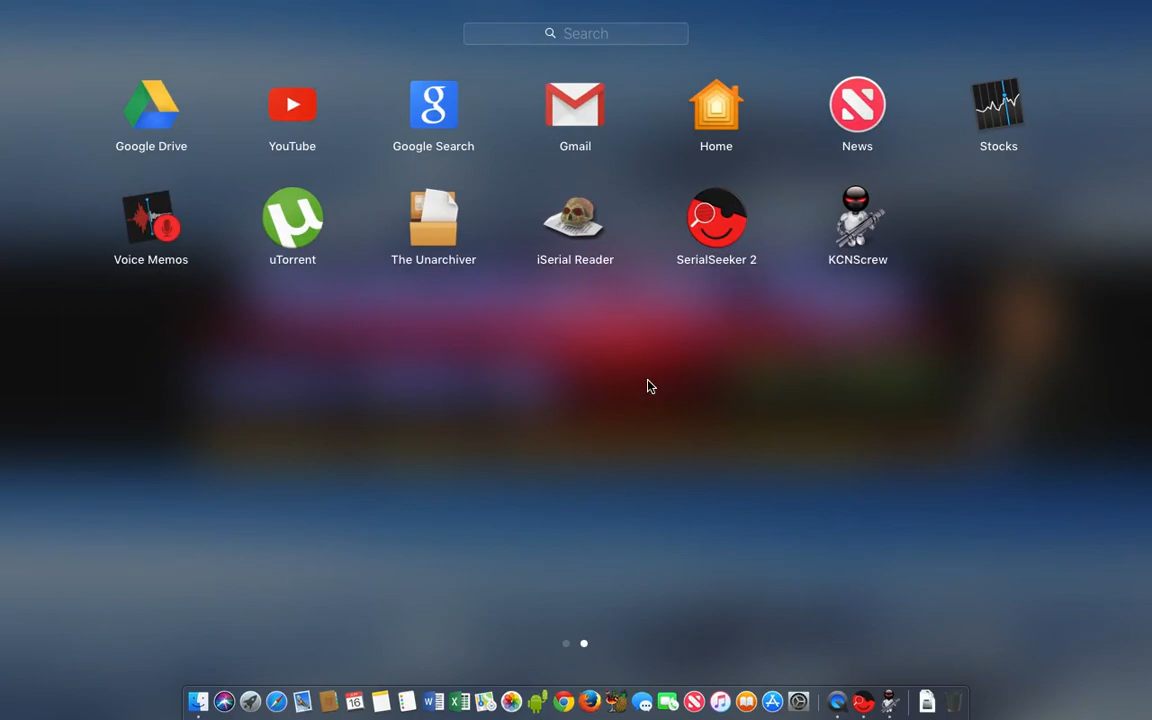 Search
Google Drive
YouTube
Google Search
Gmail
Home
News
Stocks
Voice Memos
uTorrent
The Unarchiver
iSerial Reader
SerialSeeker 2
KCNScrew
16